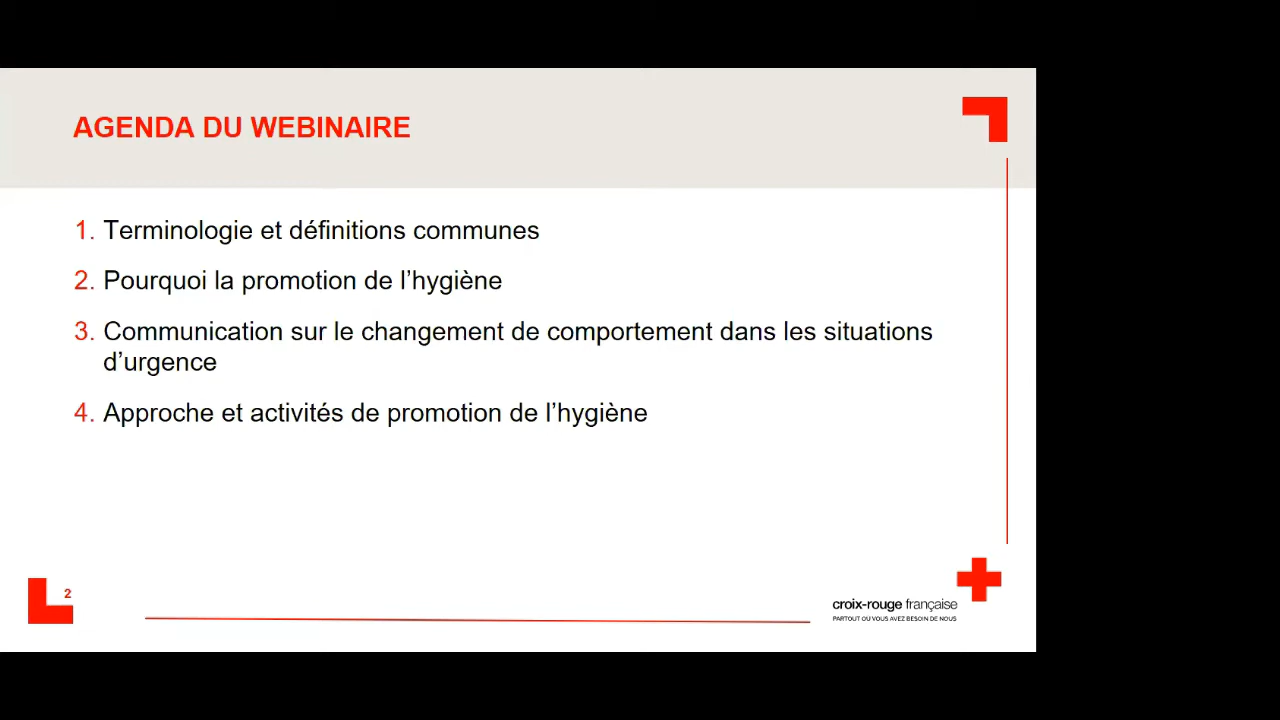 AGENDA DU WEBINAIRE
1. Terminologie et définitions communes
2. Pourquoi la promotion de l’hygiène
3. Communication sur le changement de comportement dans les situations
d’urgence
4. Approche et activités de promotion de l’hygiène
2
croix-rouge française
PARTOUT OÙ VOUS AVEZ BESOIN DE NOUS